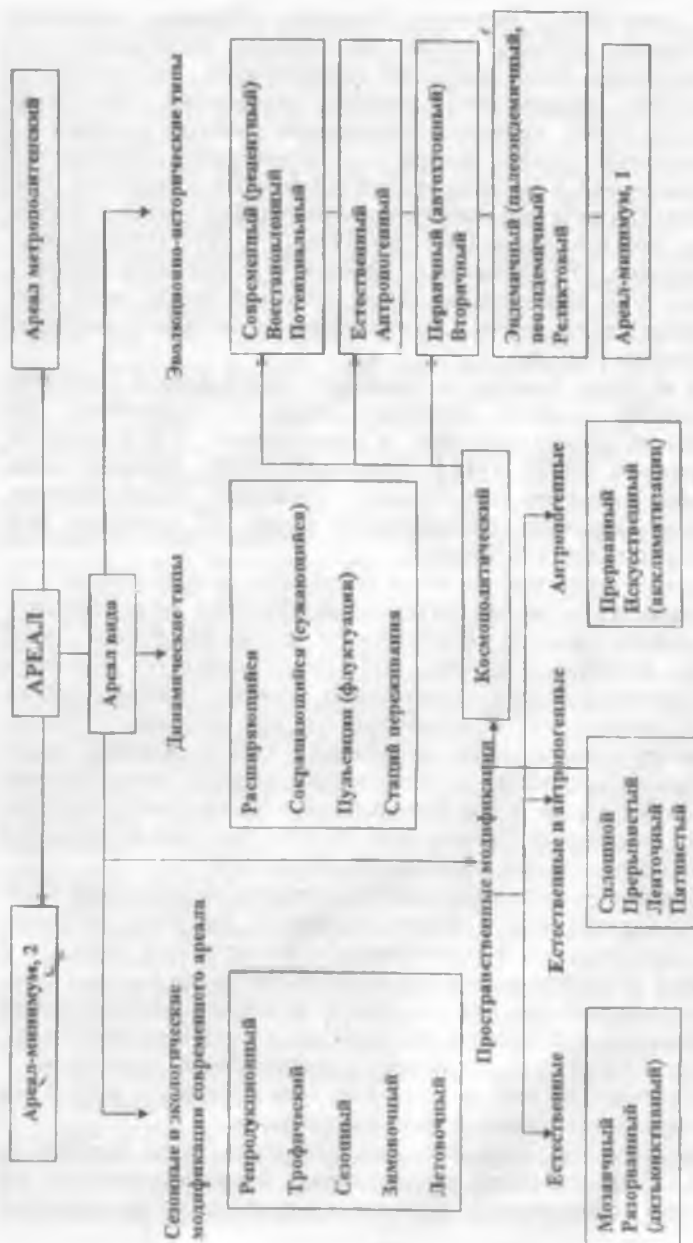 Ареал-минимум, 2
АРЕАЛ
Ареал метрополитенский
Ареал вида
Сезонные и экологические
модификации современного ареала
Динамические типы
Эволюционно-исторические типы
Репродукционный
Трофический
Сезонный
Зимовочный
Летовочный
Расширяющийся
Сокращающийся (сужающийся)
Пульсации (флуктуации)
Стаций переживания
Современный (рецентный)
Восстановленный
Потенциальный
Естественный
Антропогенный
Первичный (автохтонный)
Вторичный
Эндемичный (палеоэндемичный,
неоэндемичный)
Реликтовый
Ареал-минимум, 1
Пространственные модификации
Космополитический
Естественные
Естественные и антропогенные
Антропогенные
Мозаичный
Разорванный
(дизъюнктивный)
Сплошной
Прерывистый
Ленточный
Пятнистый
Прерванный
Искусственный
(акклиматизации)